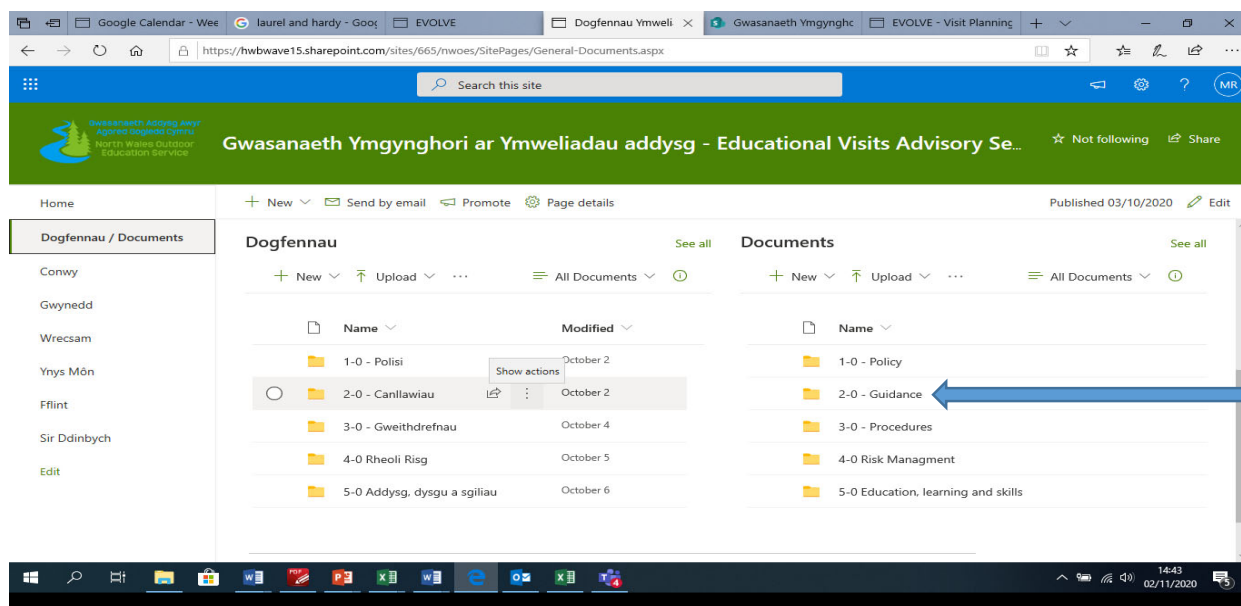 Google Calendar - Wee
laurel and hardy - Goog
EVOLVE
Dogfennau Ymweli
Gwasanaeth Ymgynghc
EVOLVE - Visit Planning
https://hwbwave15.sharepoint.com/sites/665/nwoes/SitePages/General-Documents.aspx
Search this site
?
MR
North Wales Outdoor
Education Service
Gwasanaeth Ymgynghori ar Ymweliadau addysg - Educational Visits Advisory Se...
Not following
Share
Home
Dogfennau / Documents
Conwy
Gwynedd
Wrecsam
Ynys Môn
Fflint
Sir Ddinbych
Edit
New
Send by email
Promote
Page details
Published 03/10/2020
Edit
Dogfennau
See all
New
Upload
All Documents
Name
Modified
1-0 - Polisi
October 2
Show actions
2-0 - Canllawiau
October 2
3-0 - Gweithdrefnau
October 4
4-0 Rheoli Risg
October 5
5-0 Addysg, dysgu a sgiliau
October 6
Documents
See all
New
Upload
All Documents
Name
1-0 - Policy
2-0 - Guidance
3-0 - Procedures
4-0 Risk Managment
5-0 Education, learning and skills
14:43
02/11/2020